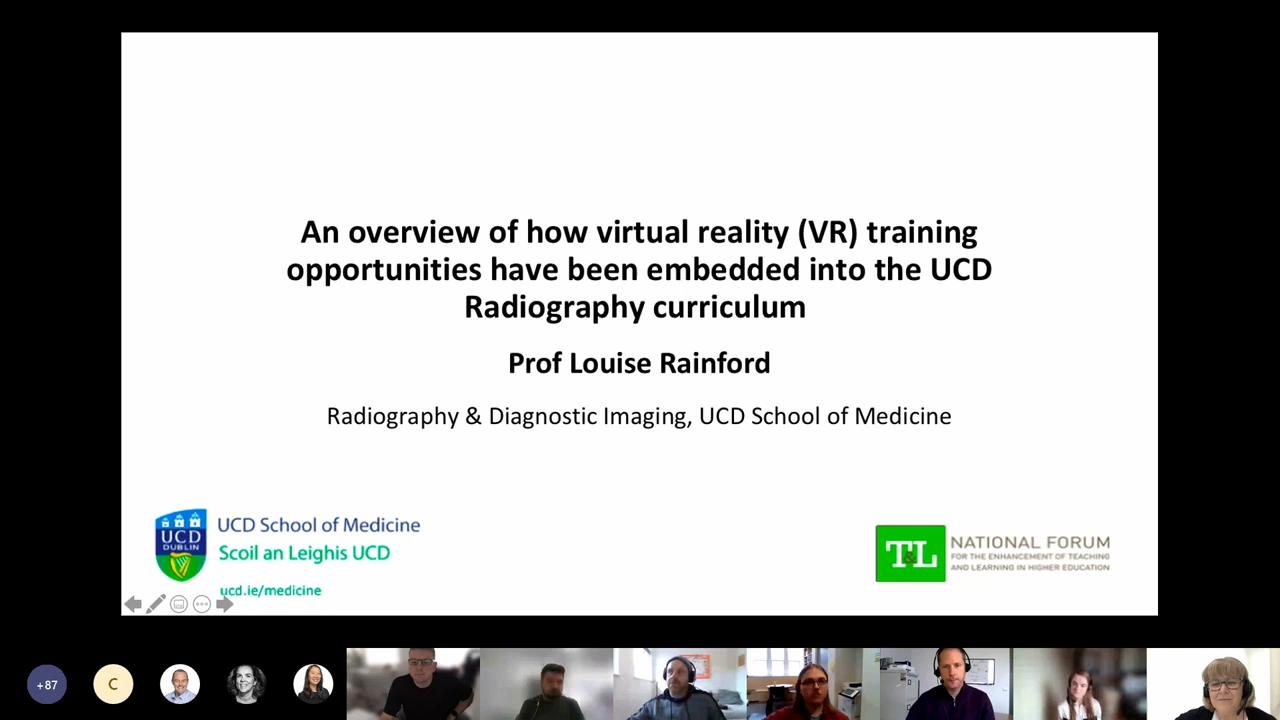 An overview of how virtual reality (VR) training
opportunities have been embedded into the UCD
Radiography curriculum
Prof Louise Rainford
Radiography & Diagnostic Imaging, UCD School of Medicine
UCD
DUBLIN
UCD School of Medicine
Scoil an Leighis UCD
ucd.ie/medicine
T&L
NATIONAL FORUM
FOR THE ENHANCEMENT OF TEACHING
AND LEARNING IN HIGHER EDUCATION
+87
C